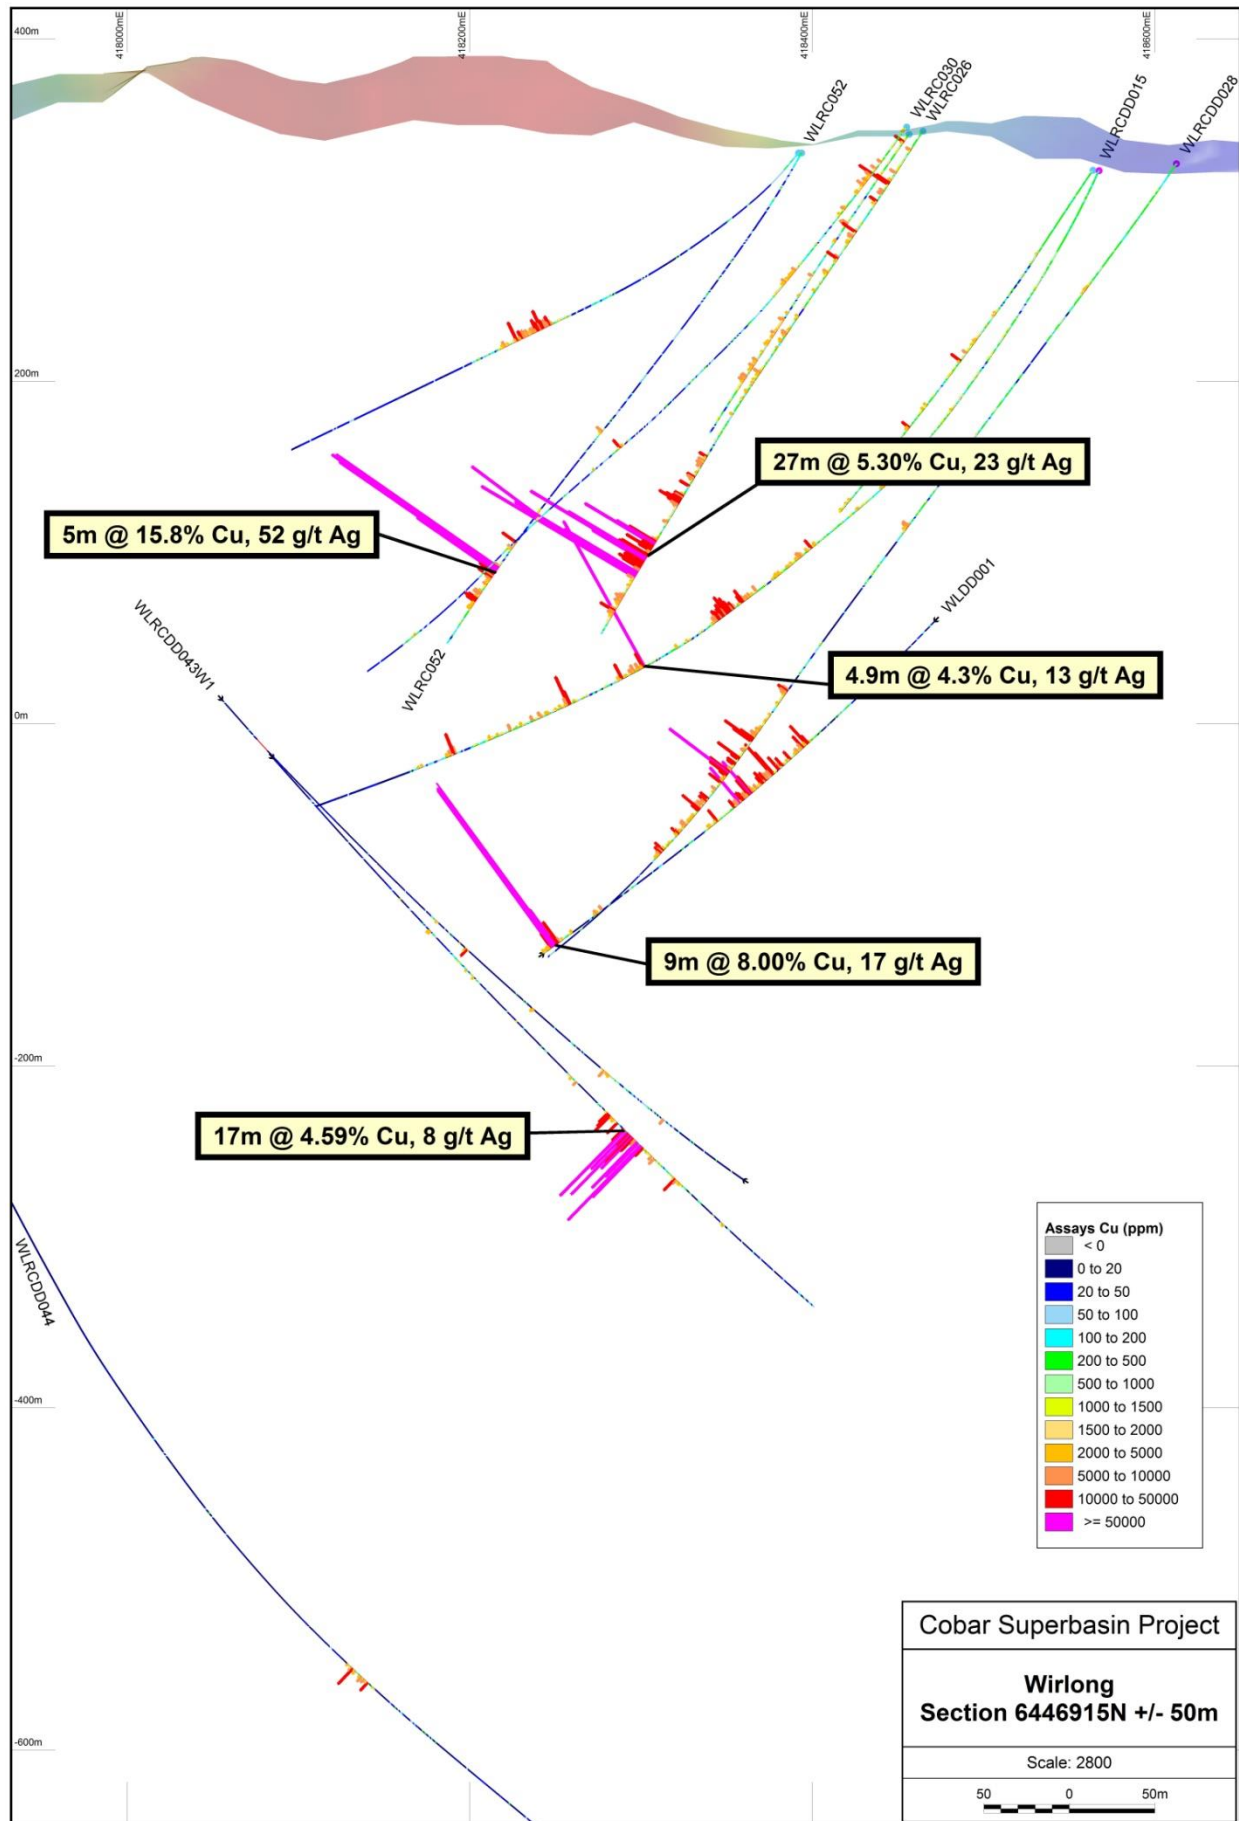 400m
418000mE
418200mE
418400mE
418600mE
WLRC052
WLRC030
WLRC026
WLRCDD015
WLRCDD028
200m
27m @ 5.30% Cu, 23 g/t Ag
5m @ 15.8% Cu, 52 g/t Ag
WLRCDD043W1
WLRC052
WLDD001
4.9m @ 4.3% Cu, 13 g/t Ag
0m
9m @ 8.00% Cu, 17 g/t Ag
-200m
17m @ 4.59% Cu, 8 g/t Ag
WLRCDD044
Assays Cu (ppm)
< 0
0 to 20
20 to 50
50 to 100
100 to 200
200 to 500
500 to 1000
1000 to 1500
1500 to 2000
2000 to 5000
5000 to 10000
10000 to 50000
>= 50000
-400m
-600m
Cobar Superbasin Project
Wirlong
Section 6446915N +/- 50m
Scale: 2800
50 0 50m